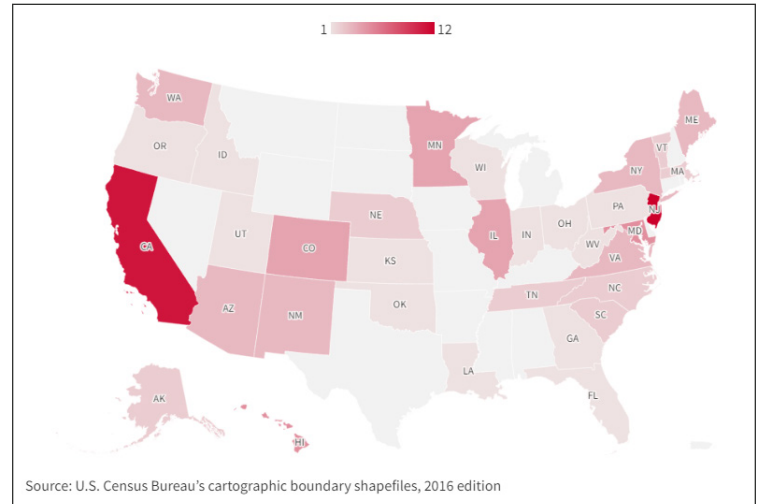 1 12
WA
ME
MN
VT
OR
ID
WI
NY
MA
PA
NJ
NE
IL
IN
OH
MD
UT
CA
CO
WV
VA
KS
TN
NC
AZ
NM
OK
SC
GA
LA
AK
FL
HI
Source: U.S. Census Bureau’s cartographic boundary shapefiles, 2016 edition